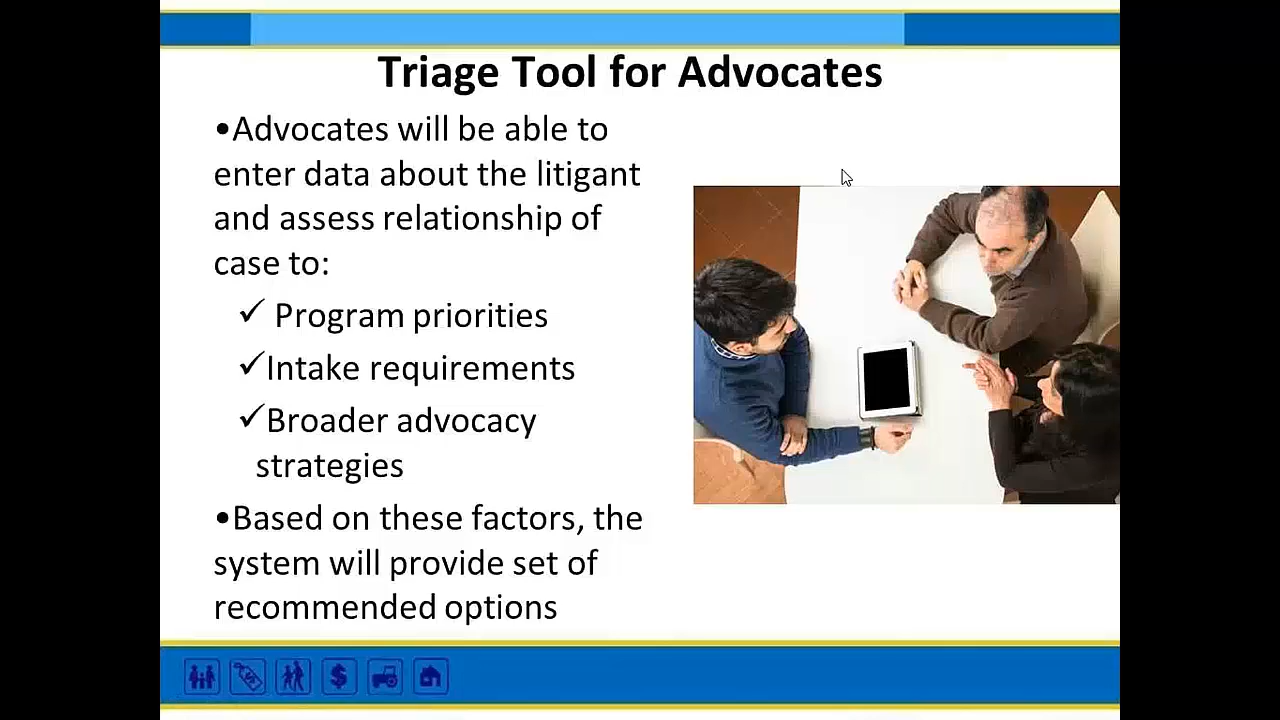 Triage Tool for Advocates
•Advocates will be able to
enter data about the litigant
and assess relationship of
case to:
✓ Program priorities
✓Intake requirements
✓Broader advocacy
strategies
•Based on these factors, the
system will provide set of
recommended options
$